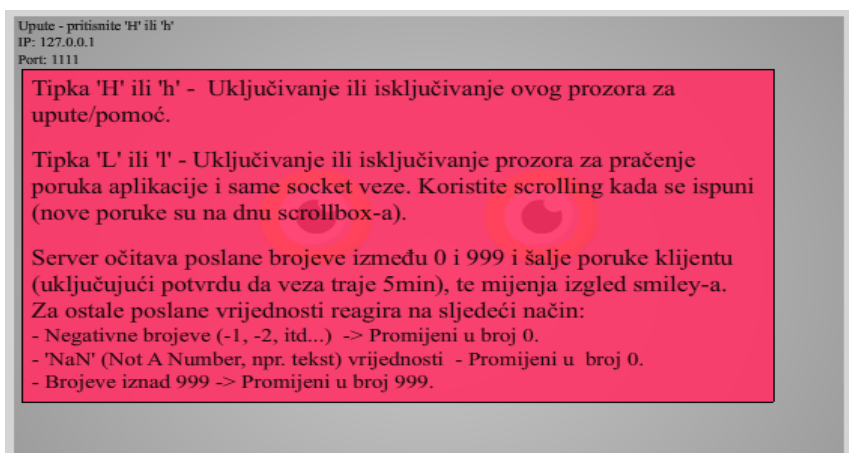 Upute - pritisnite 'H' ili 'h'
IP: 127.0.0.1
Port: 1111
Tipka 'H' ili 'h' - Uključivanje ili isključivanje ovog prozora za
upute/pomoć.
Tipka 'L' ili 'l' - Uključivanje ili isključivanje prozora za pračenje
poruka aplikacije i same socket veze. Koristite scrolling kada se ispuni
(nove poruke su na dnu scrollbox-a).
Server očitava poslane brojeve između 0 i 999 i šalje poruke klijentu
(uključujući potvrdu da veza traje 5min), te mijenja izgled smiley-a.
Za ostale poslane vrijednosti reagira na sljedeći način:
- Negativne brojeve (-1, -2, itd...) -> Promijeni u broj 0.
- 'NaN' (Not A Number, npr. tekst) vrijednosti - Promijeni u broj 0.
- Brojeve iznad 999 -> Promijeni u broj 999.